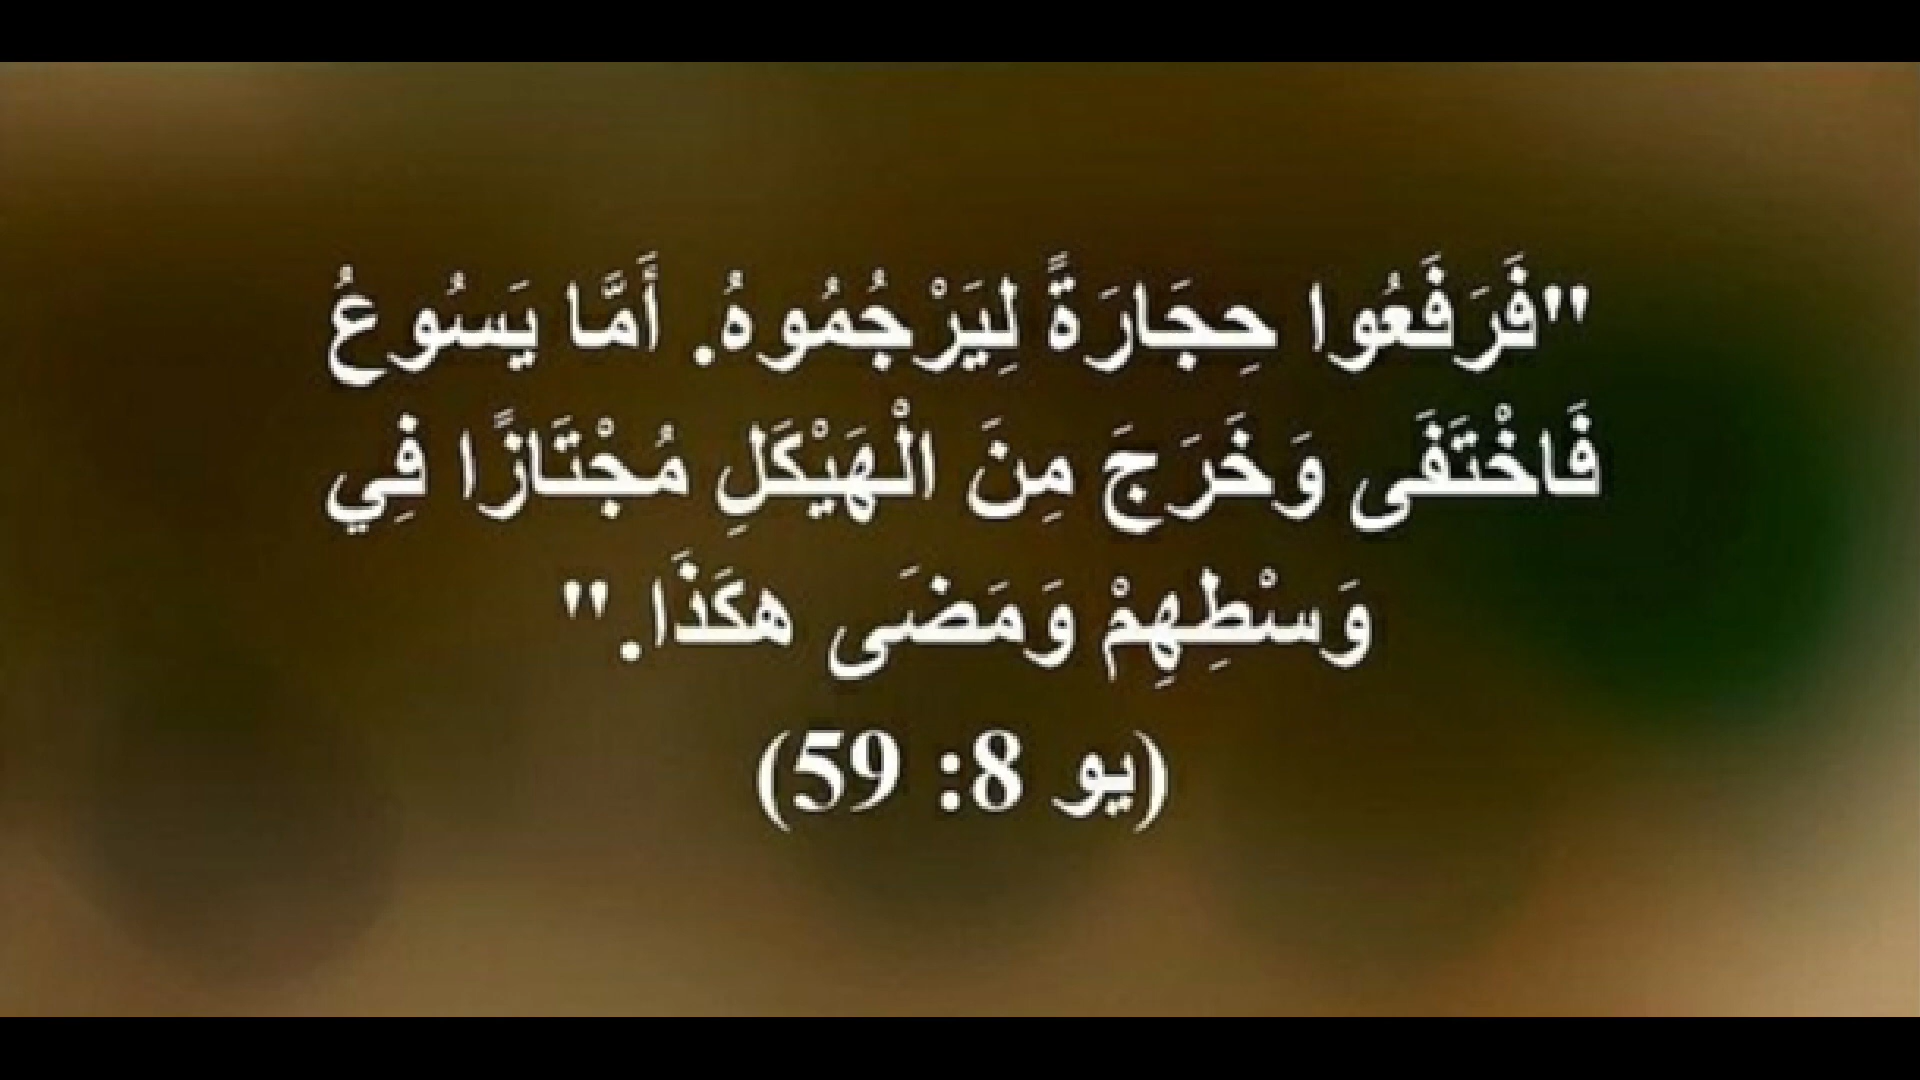 "فَرَفَعُوا حِجَارَةً لِيَرْجُمُوهُ. أَمَّا يَسُوعُ
فَاخْتَفَى وَخَرَجَ مِنَ الْهَيْكَلِ مُجْتَازًا فِي
وَسْطِهِمْ وَمَضَى هكَذَا."
(يو 8: 59)